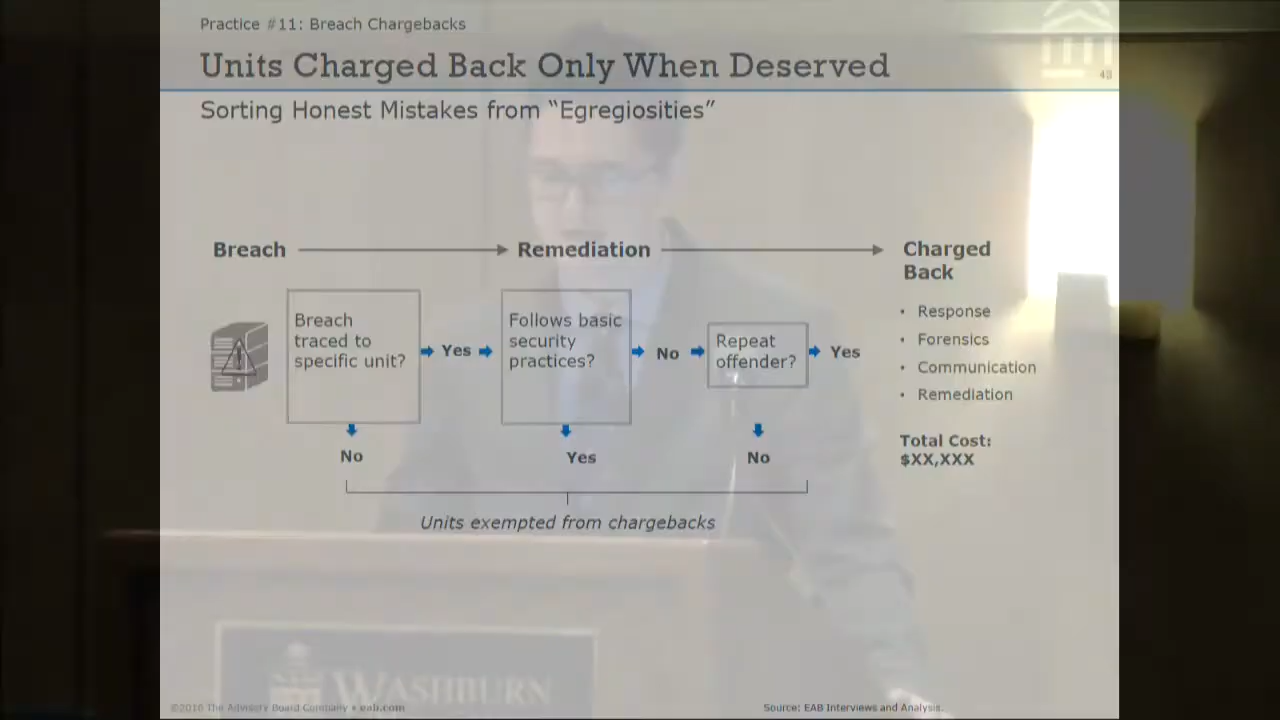 Practice #11: Breach Chargebacks
Units Charged Back Only When Deserved
48
Sorting Honest Mistakes from “Egregiosities”
Breach
Remediation
Charged
Back
Breach
traced to
specific unit?
Yes
Follows basic
security
practices?
No
Repeat
offender?
Yes
• Response
• Forensics
• Communication
• Remediation
No
Yes
No
Total Cost:
$XX,XXX
Units exempted from chargebacks
WASHBURN
©2016 The Advisory Board Company • eab.com
Source: EAB Interviews and Analysis.